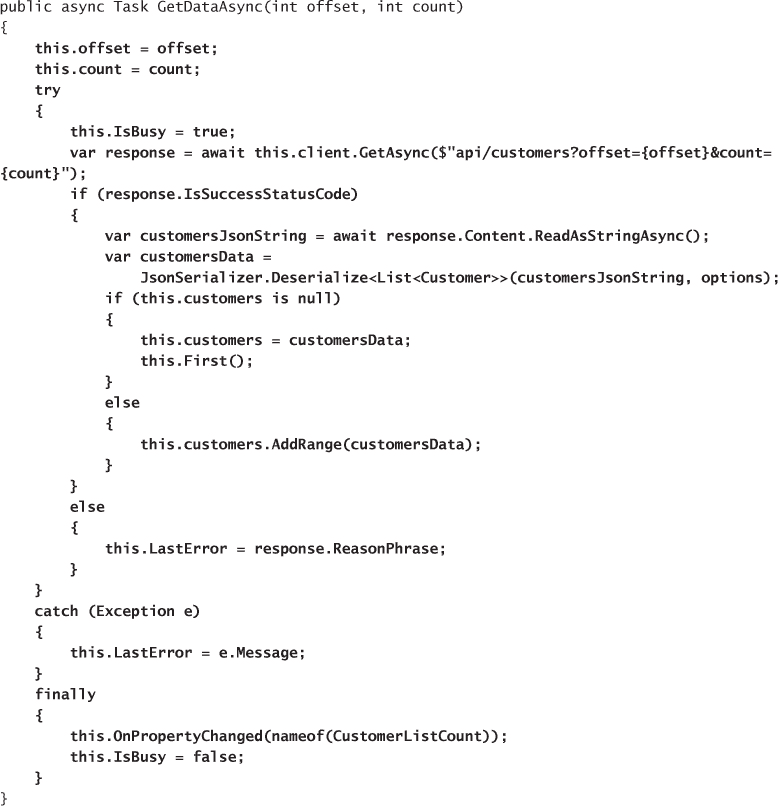 public async Task GetDataAsync(int offset, int count)
{
    this.offset = offset;
    this.count = count;
    try
    {
        this.IsBusy = true;
        var response = await this.client.GetAsync($"api/customers?offset={offset}&count=
{count}");
        if (response.IsSuccessStatusCode)
        {
            var customersJsonString = await response.Content.ReadAsStringAsync();
            var customersData =
                JsonSerializer.Deserialize<List<Customer>>(customersJsonString, options);
            if (this.customers is null)
            {
                this.customers = customersData;
                this.First();
            }
            else
            {
                this.customers.AddRange(customersData);
            }
        }
        else
        {
            this.LastError = response.ReasonPhrase;
        }
    }
    catch (Exception e)
    {
        this.LastError = e.Message;
    }
    finally
    {
        this.OnPropertyChanged(nameof(CustomerListCount));
        this.IsBusy = false;
    }
}